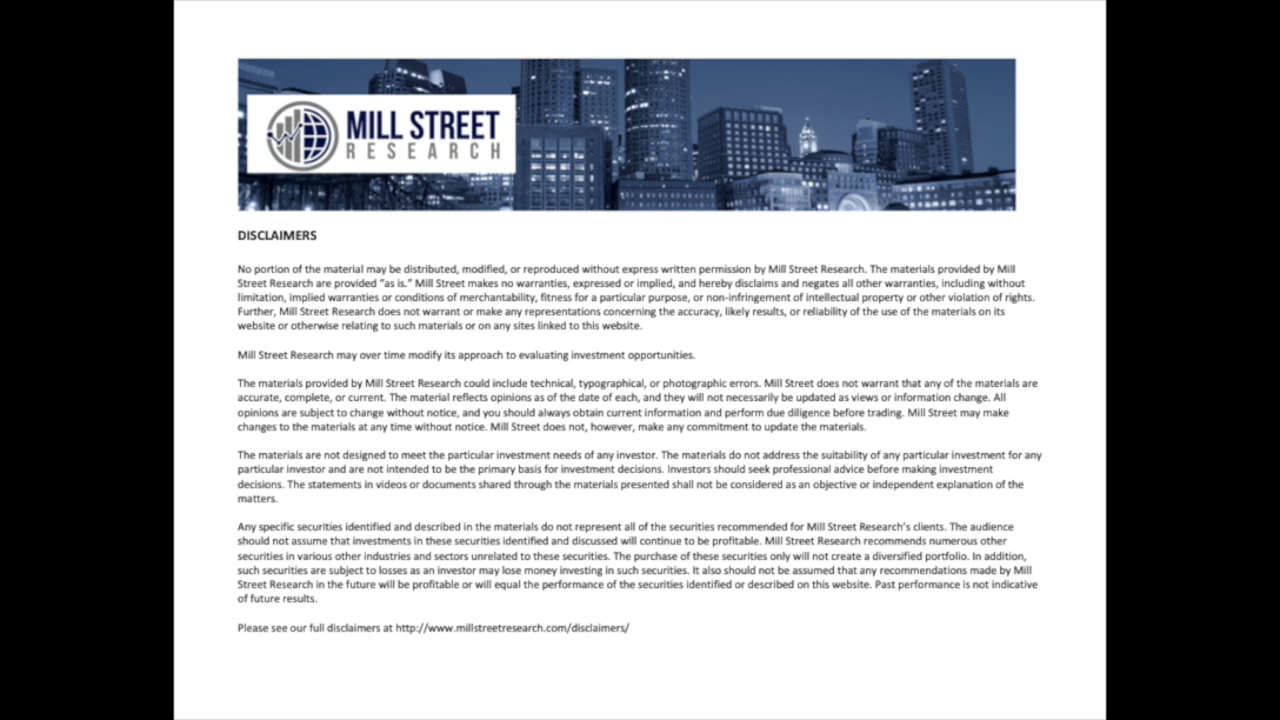 MILL STREET
RESEARCH
DISCLAIMERS
No portion of the material may be distributed, modified, or reproduced without express written permission by Mill Street Research. The materials provided by Mill
Street Research are provided “as is.” Mill Street makes no warranties, expressed or implied, and hereby disclaims and negates all other warranties, including without
limitation, implied warranties or conditions of merchantability, fitness for a particular purpose, or non-infringement of intellectual property or other violation of rights.
Further, Mill Street Research does not warrant or make any representations concerning the accuracy, likely results, or reliability of the use of the materials on its
website or otherwise relating to such materials or on any sites linked to this website.
Mill Street Research may over time modify its approach to evaluating investment opportunities.
The materials provided by Mill Street Research could include technical, typographical, or photographic errors. Mill Street does not warrant that any of the materials are
accurate, complete, or current. The material reflects opinions as of the date of each, and they will not necessarily be updated as views or information change. All
opinions are subject to change without notice, and you should always obtain current information and perform due diligence before trading. Mill Street may make
changes to the materials at any time without notice. Mill Street does not, however, make any commitment to update the materials.
The materials are not designed to meet the particular investment needs of any investor. The materials do not address the suitability of any particular investment for any
particular investor and are not intended to be the primary basis for investment decisions. Investors should seek professional advice before making investment
decisions. The statements in videos or documents shared through the materials presented shall not be considered as an objective or independent explanation of the
matters.
Any specific securities identified and described in the materials do not represent all of the securities recommended for Mill Street Research’s clients. The audience
should not assume that investments in these securities identified and discussed will continue to be profitable. Mill Street Research recommends numerous other
securities in various other industries and sectors unrelated to these securities. The purchase of these securities only will not create a diversified portfolio. In addition,
such securities are subject to losses as an investor may lose money investing in such securities. It also should not be assumed that any recommendations made by Mill
Street Research in the future will be profitable or will equal the performance of the securities identified or described on this website. Past performance is not indicative
of future results.
Please see our full disclaimers at http://www.millstreetresearch.com/disclaimers/